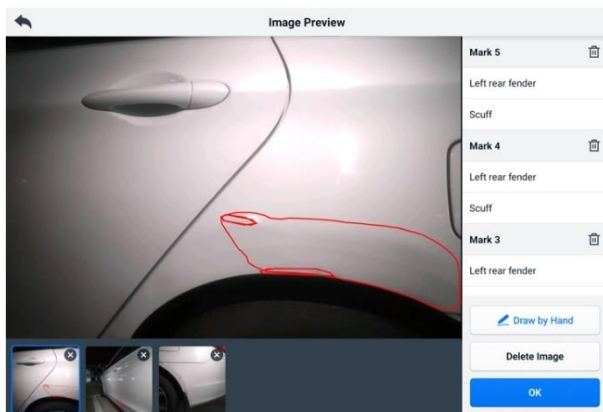 Image Preview
Mark 5
Left rear fender
Scuff
Mark 4
Left rear fender
Scuff
Mark 3
Left rear fender
Draw by Hand
Delete Image
OK